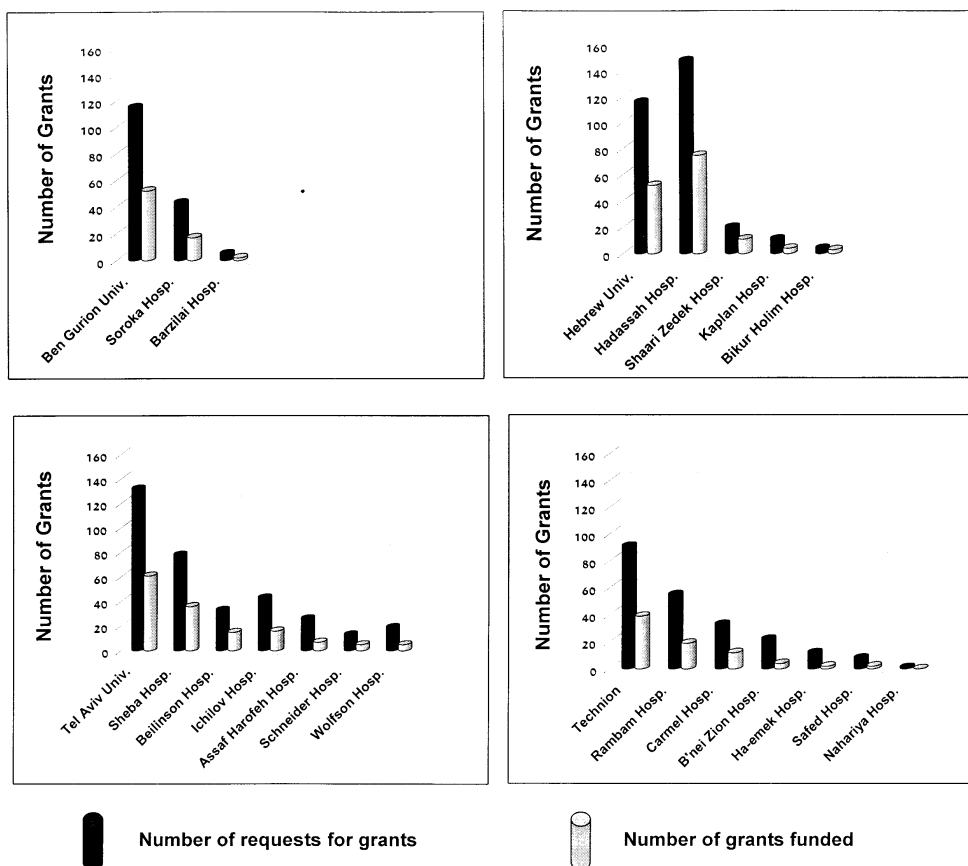 Number of Grants
160
140
120
100
80
60
40
20
0
Ben Gurion Univ.
Soroka Hosp.
Barzilai Hosp.
Number of Grants
160
140
120
100
80
60
40
20
0
Hebrew Univ.
Hadassah Hosp.
Shaari Zedek Hosp.
Kaplan Hosp.
Bikur Holim Hosp.
Number of Grants
160
140
120
100
80
60
40
20
0
Tel Aviv Univ.
Sheba Hosp.
Beilinson Hosp.
Ichilov Hosp.
Assaf Harofeh Hosp.
Schneider Hosp.
Wolfson Hosp.
Number of Grants
160
140
120
100
80
60
40
20
0
Technion
Rambam Hosp.
Carmel Hosp.
B'nei Zion Hosp.
Ha-emek Hosp.
Safed Hosp.
Nahariya Hosp.
Number of requests for grants
Number of grants funded